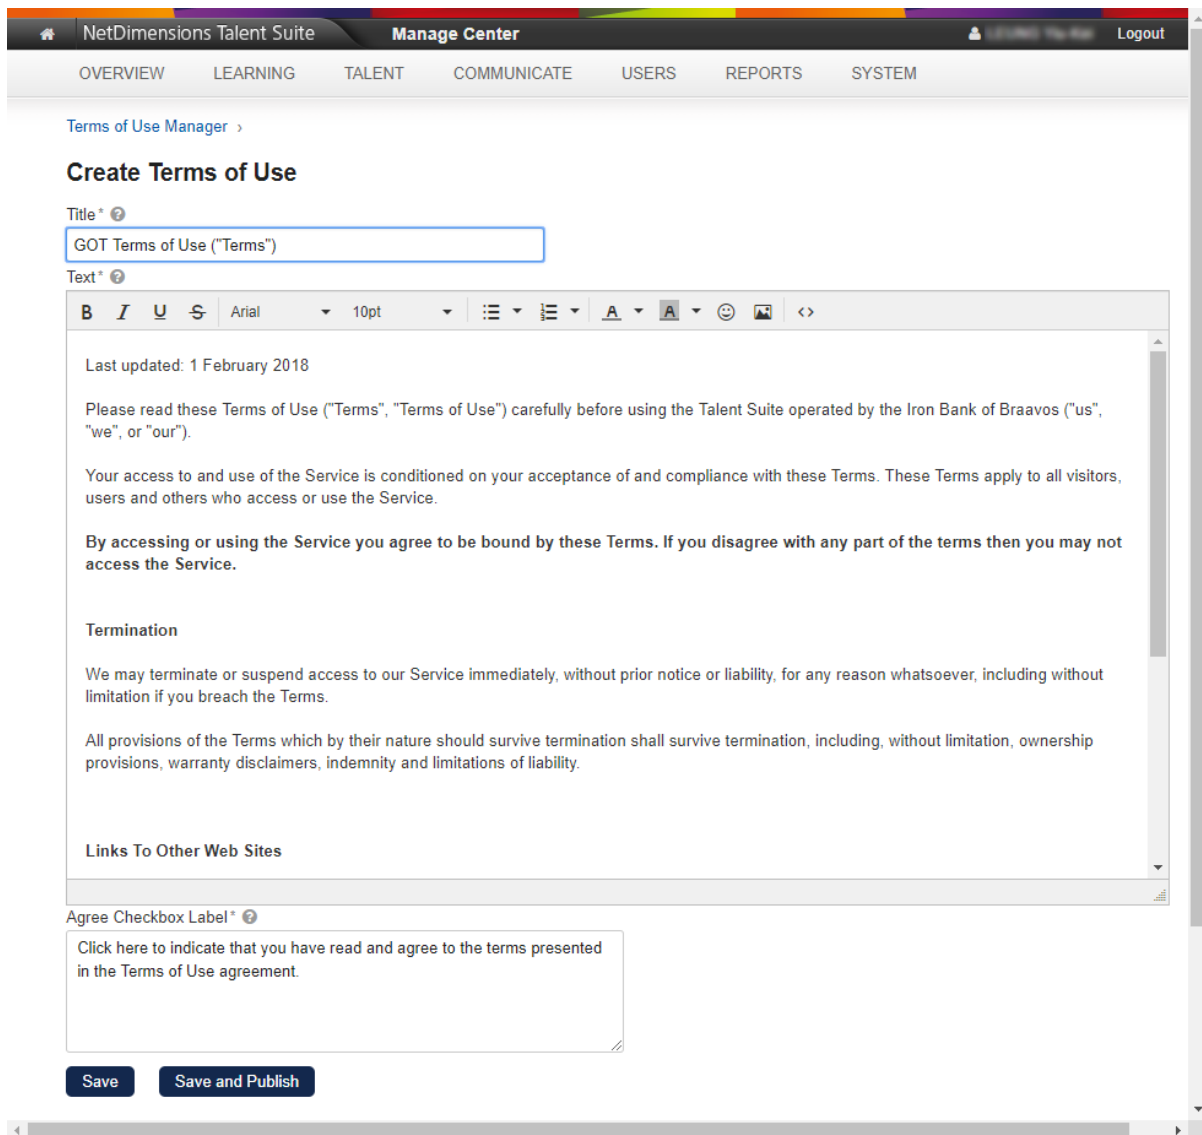 NetDimensions Talent Suite
Manage Center
Logout
OVERVIEW LEARNING TALENT COMMUNICATE USERS REPORTS SYSTEM
Terms of Use Manager ›
Create Terms of Use
Title*
GOT Terms of Use ("Terms")
Text*
B I U S Arial 10pt A A <>
Last updated: 1 February 2018
Please read these Terms of Use ("Terms", "Terms of Use") carefully before using the Talent Suite operated by the Iron Bank of Braavos ("us",
"we", or "our").
Your access to and use of the Service is conditioned on your acceptance of and compliance with these Terms. These Terms apply to all visitors,
users and others who access or use the Service.
By accessing or using the Service you agree to be bound by these Terms. If you disagree with any part of the terms then you may not
access the Service.
Termination
We may terminate or suspend access to our Service immediately, without prior notice or liability, for any reason whatsoever, including without
limitation if you breach the Terms.
All provisions of the Terms which by their nature should survive termination shall survive termination, including, without limitation, ownership
provisions, warranty disclaimers, indemnity and limitations of liability.
Links To Other Web Sites
Agree Checkbox Label*
Click here to indicate that you have read and agree to the terms presented
in the Terms of Use agreement.
Save
Save and Publish